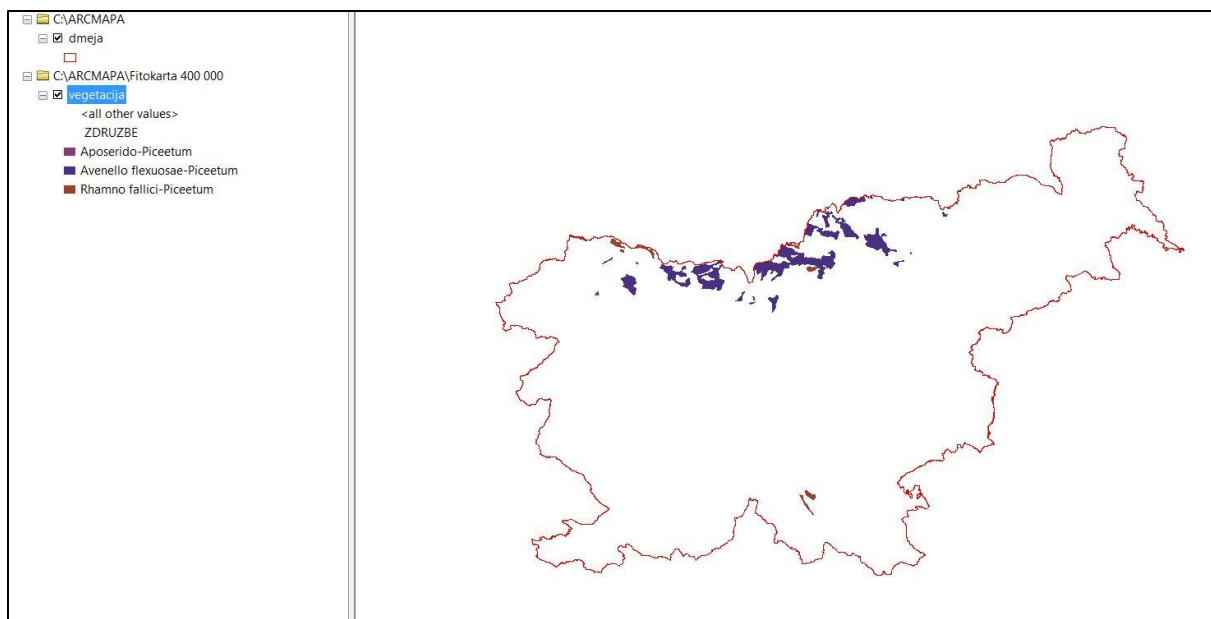 C:\ARCMAPA
dmeja
C:\ARCMAPA\Fitokarta 400 000
vegetacija
<all other values>
ZDRUZBE
Aposerido-Piceetum
Avenello flexuosae-Piceetum
Rhamno fallici-Piceetum